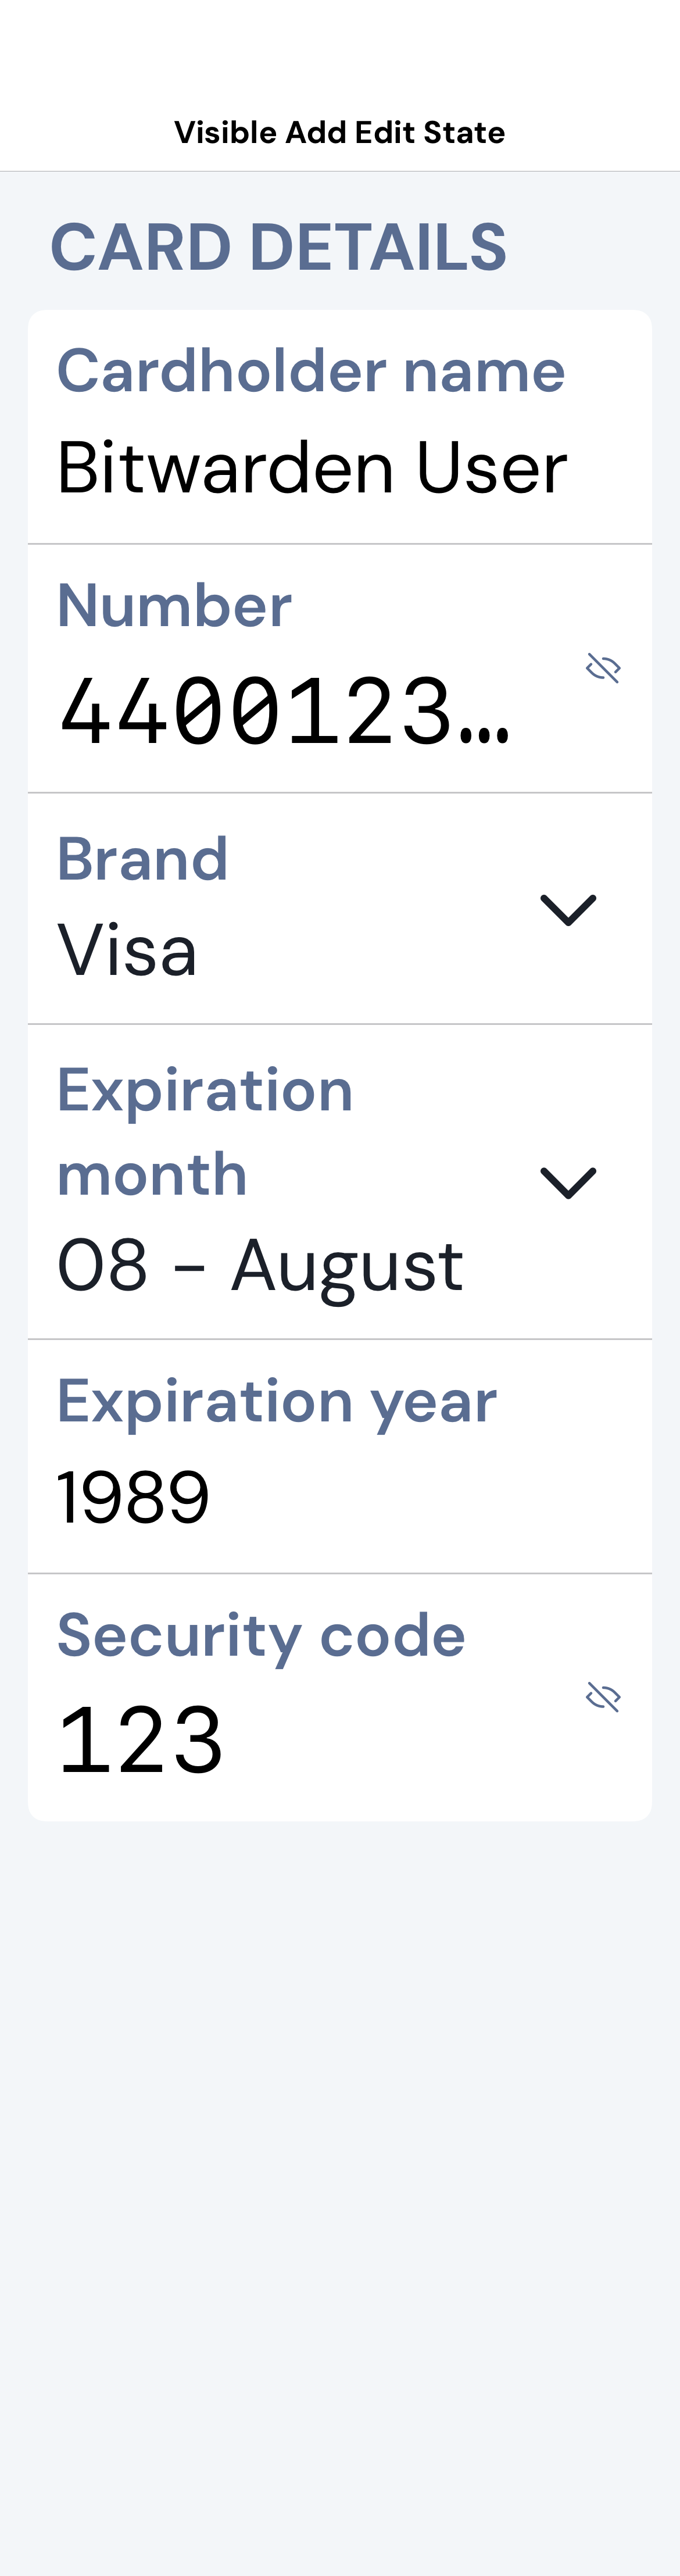 Visible Add Edit State
CARD DETAILS
Cardholder name
Bitwarden User
Number
4400123…
Brand
Visa
Expiration
month
08 – August
Expiration year
1989
Security code
123